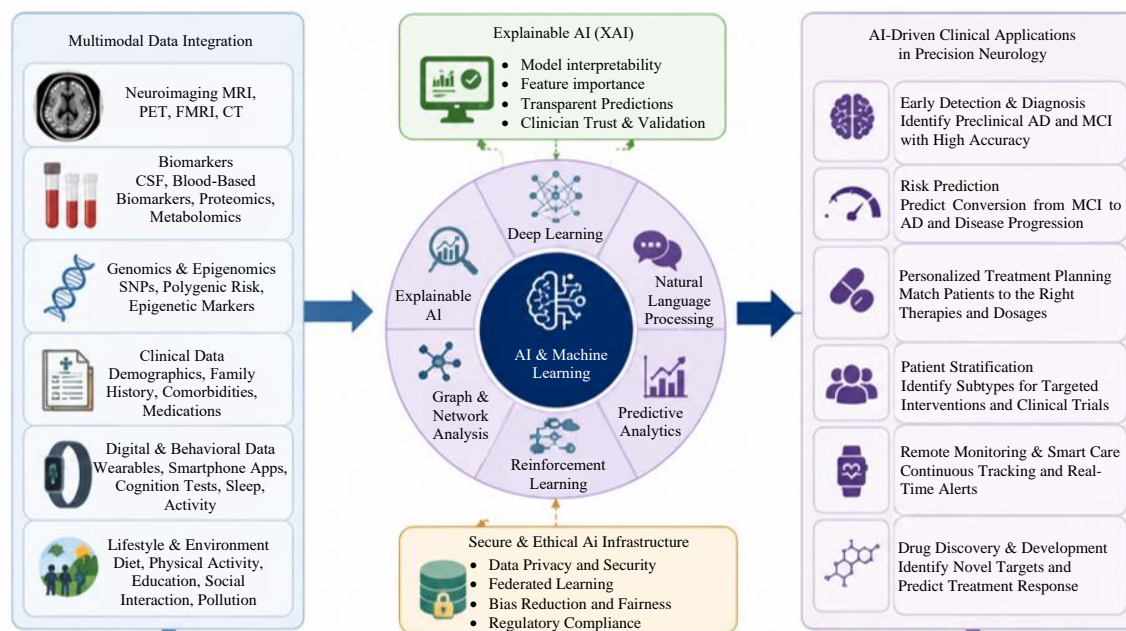 Multimodal Data Integration
Neuroimaging MRI,
PET, FMRI, CT
Biomarkers
CSF, Blood-Based
Biomarkers, Proteomics,
Metabolomics
Genomics & Epigenomics
SNPs, Polygenic Risk,
Epigenetic Markers
Clinical Data
Demographics, Family
History, Comorbidities,
Medications
Digital & Behavioral Data
Wearables, Smartphone Apps,
Cognition Tests, Sleep,
Activity
Lifestyle & Environment
Diet, Physical Activity,
Education, Social
Interaction, Pollution
Explainable AI (XAI)
• Model interpretability
• Feature importance
• Transparent Predictions
• Clinician Trust & Validation
Deep Learning
Natural
Language
Processing
Predictive
Analytics
Reinforcement
Learning
Graph &
Network
Analysis
Explainable
AI
AI & Machine
Learning
Secure & Ethical Ai Infrastructure
• Data Privacy and Security
• Federated Learning
• Bias Reduction and Fairness
• Regulatory Compliance
AI-Driven Clinical Applications
in Precision Neurology
Early Detection & Diagnosis
Identify Preclinical AD and MCI
with High Accuracy
Risk Prediction
Predict Conversion from MCI to
AD and Disease Progression
Personalized Treatment Planning
Match Patients to the Right
Therapies and Dosages
Patient Stratification
Identify Subtypes for Targeted
Interventions and Clinical Trials
Remote Monitoring & Smart Care
Continuous Tracking and Real-
Time Alerts
Drug Discovery & Development
Identify Novel Targets and
Predict Treatment Response